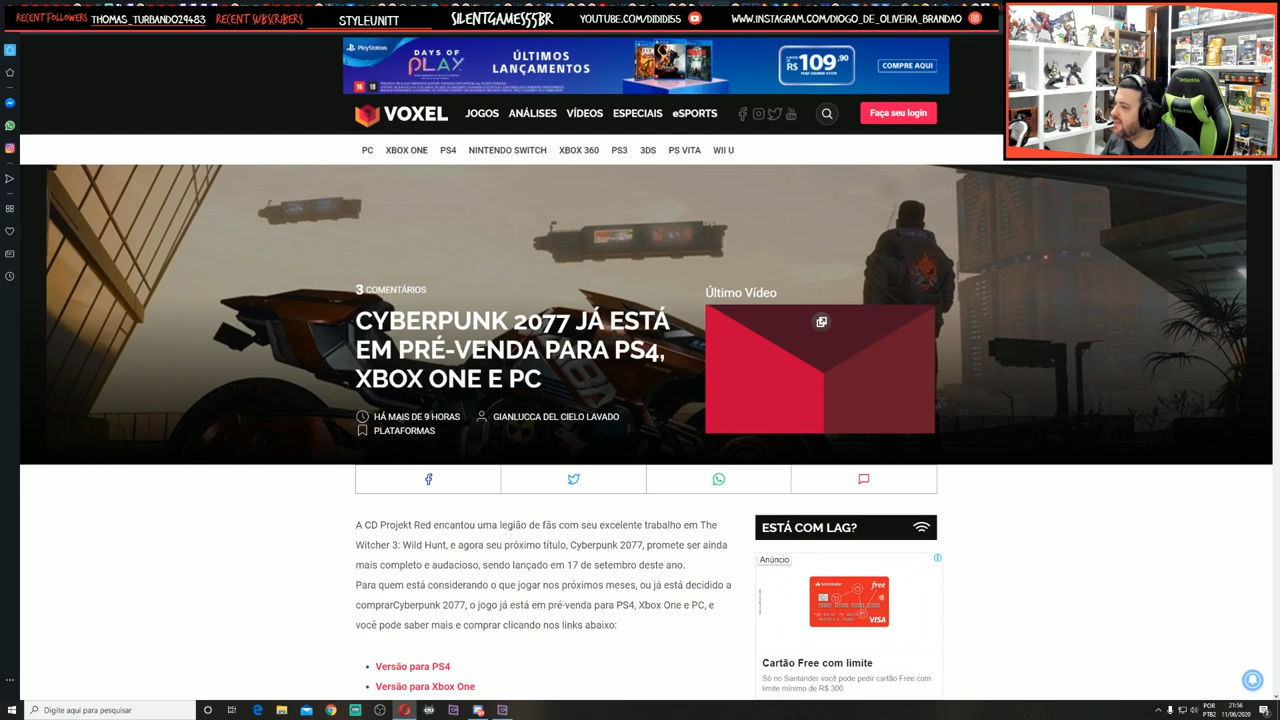 RECENT FOLLOWERS THOMAS_TURBANDO29483 RECENT SUBSCRIBERS STYLEUNITT SILENTGAMES55BR YOUTUBE.COM/DIDIDI55 WWW.INSTAGRAM.COM/DIOGO_DE_OLIVEIRA_BRANDAO
PlayStation
DAYS OF PLAY
ÚLTIMOS LANÇAMENTOS
R$ 109,90
COMPRE AQUI
16 18
VOXEL JOGOS ANÁLISES VÍDEOS ESPECIAIS eSPORTS Faça seu login
PC XBOX ONE PS4 NINTENDO SWITCH XBOX 360 PS3 3DS PS VITA WII U
3 COMENTÁRIOS
CYBERPUNK 2077 JÁ ESTÁ
EM PRÉ-VENDA PARA PS4,
XBOX ONE E PC
HÁ MAIS DE 9 HORAS GIANLUCCA DEL CIELO LAVADO
PLATAFORMAS
Último Vídeo
A CD Projekt Red encantou uma legião de fãs com seu excelente trabalho em The
Witcher 3: Wild Hunt, e agora seu próximo título, Cyberpunk 2077, promete ser ainda
mais completo e audacioso, sendo lançado em 17 de setembro deste ano.
Para quem está considerando o que jogar nos próximos meses, ou já está decidido a
comprarCyberpunk 2077, o jogo já está em pré-venda para PS4, Xbox One e PC, e
você pode saber mais e comprar clicando nos links abaixo:
Versão para PS4
Versão para Xbox One
ESTÁ COM LAG?
Anúncio
Santander free
VISA
Cartão Free com limite
Só no Santander você pode pedir cartão Free com
limite mínimo de R$ 300.
Digite aqui para pesquisar
POR
PTB2
21:56
11/06/2020